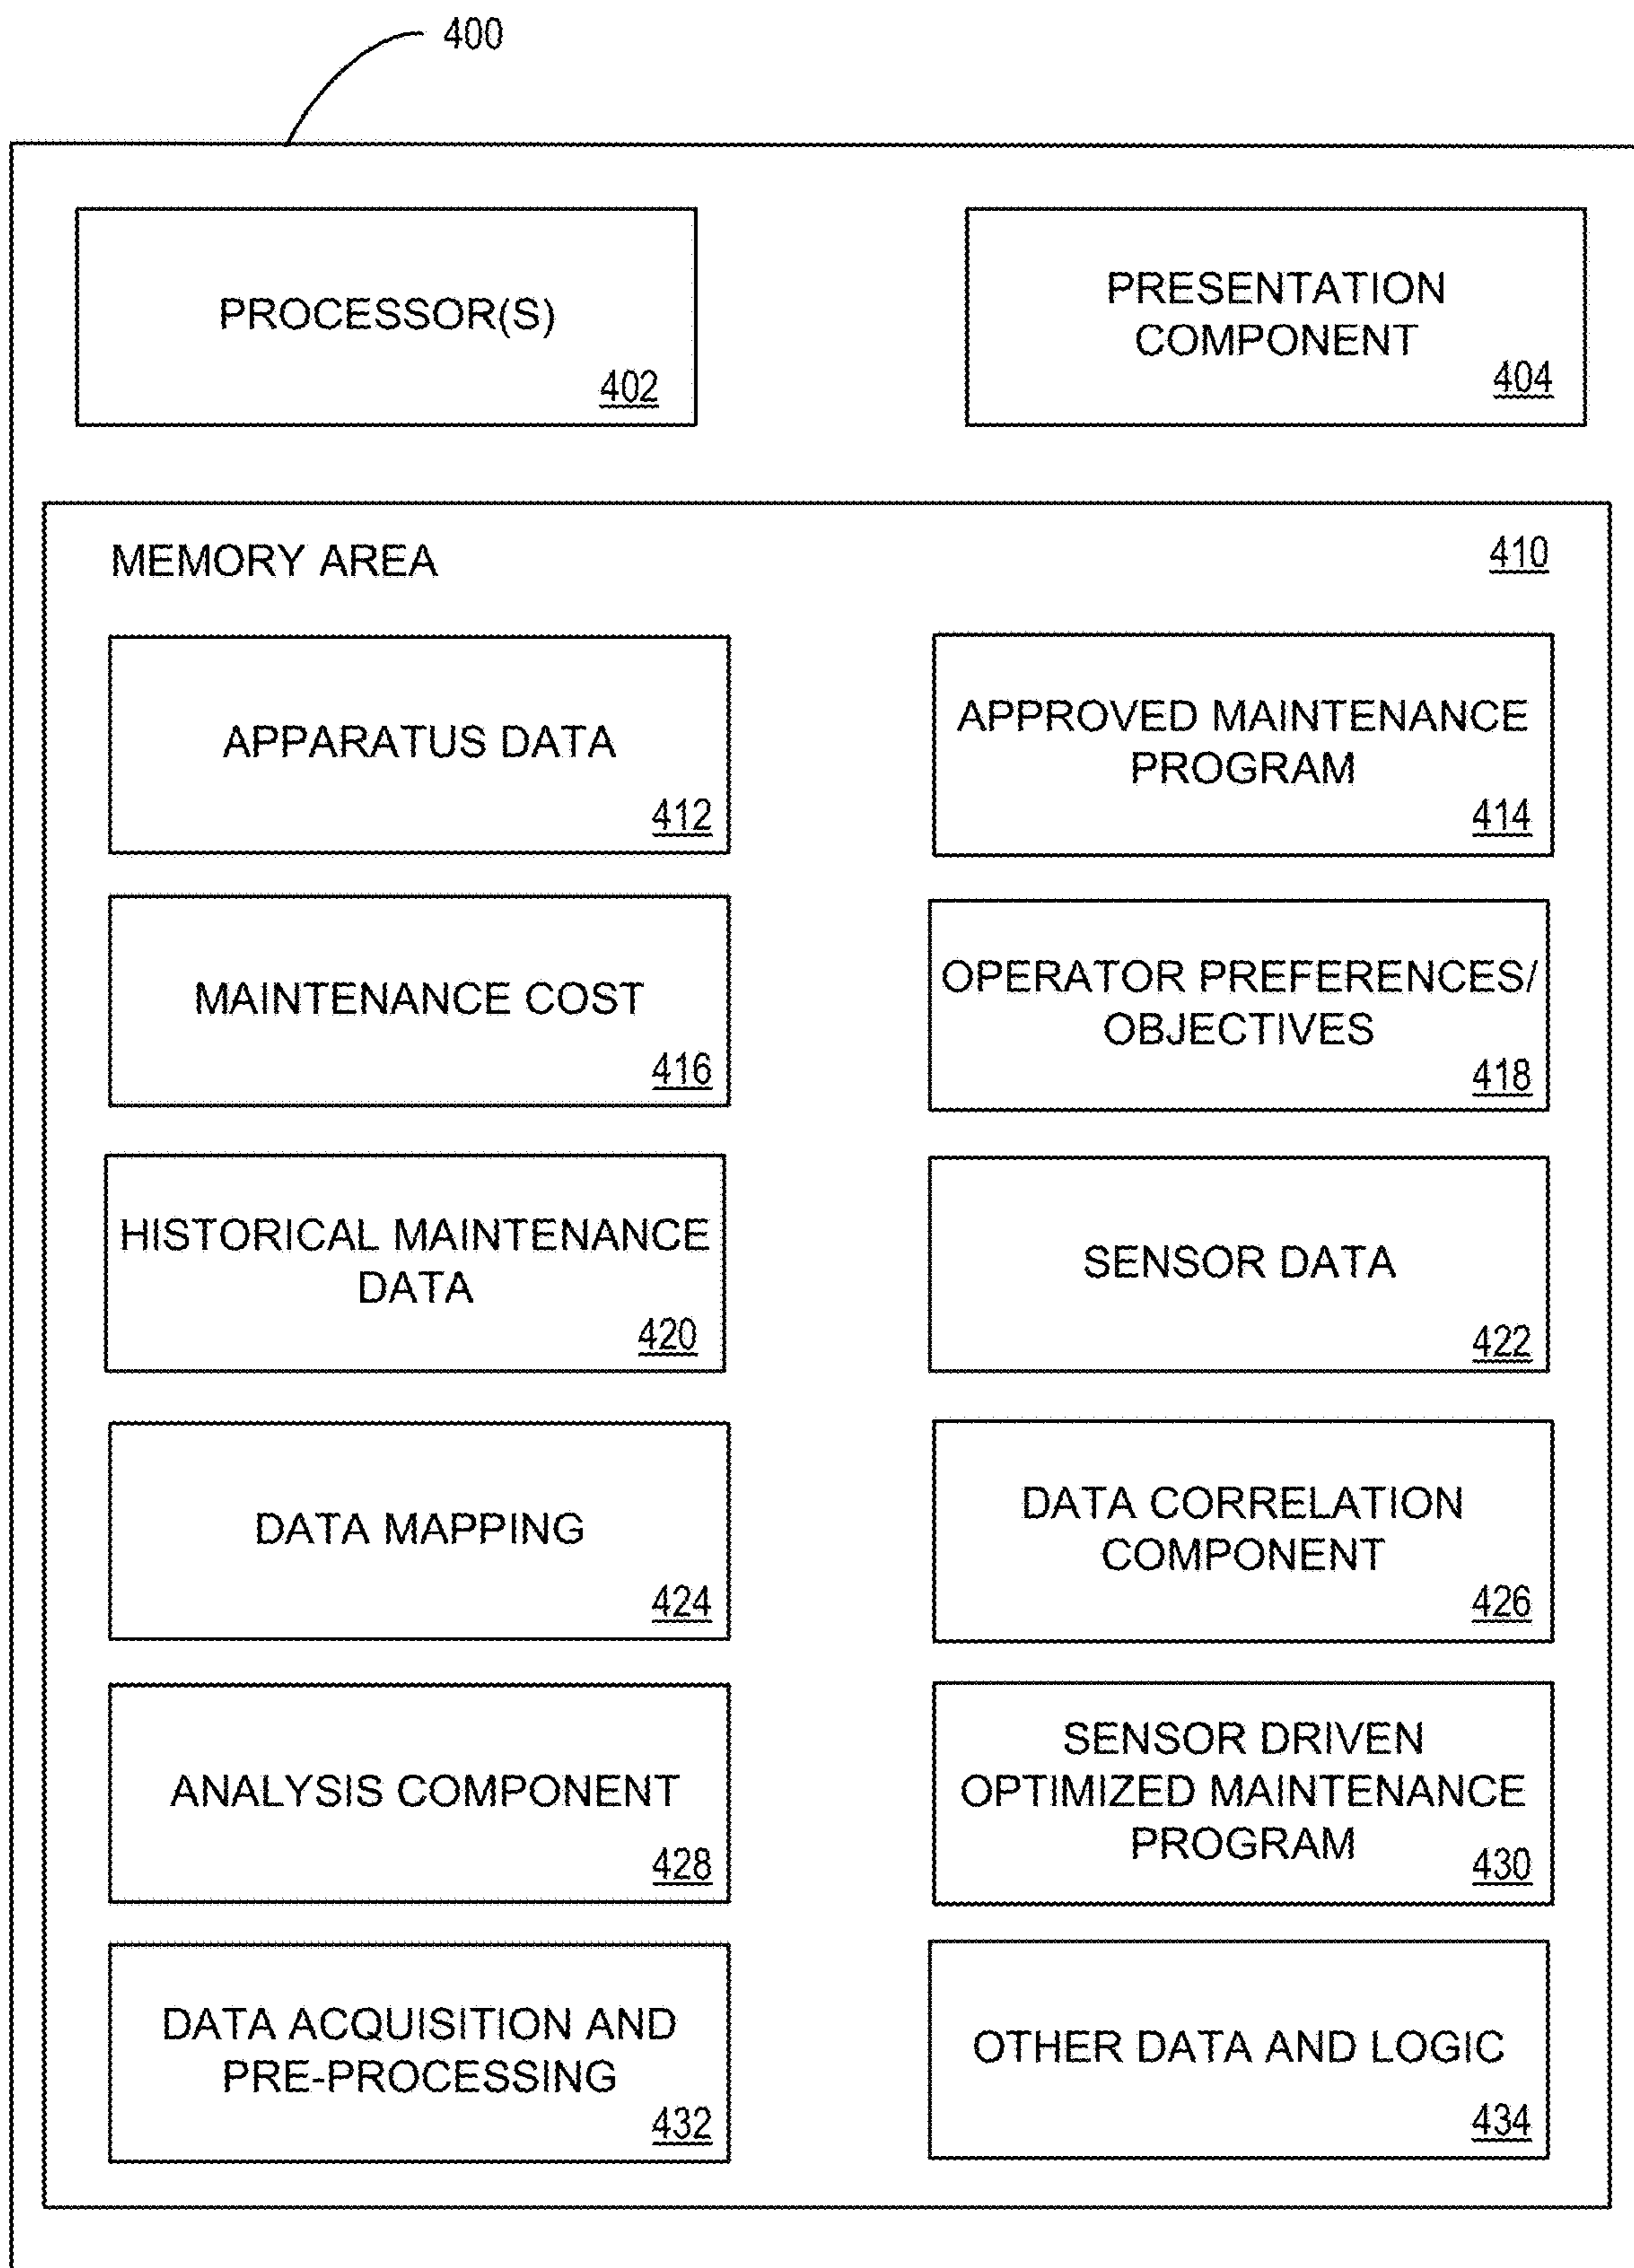 400
PROCESSOR(S)
402
PRESENTATION
COMPONENT
404
MEMORY AREA
410
APPARATUS DATA
412
APPROVED MAINTENANCE
PROGRAM
414
MAINTENANCE COST
416
OPERATOR PREFERENCES/
OBJECTIVES
418
HISTORICAL MAINTENANCE
DATA
420
SENSOR DATA
422
DATA MAPPING
424
DATA CORRELATION
COMPONENT
426
ANALYSIS COMPONENT
428
SENSOR DRIVEN
OPTIMIZED MAINTENANCE
PROGRAM
430
DATA ACQUISITION AND
PRE-PROCESSING
432
OTHER DATA AND LOGIC
434